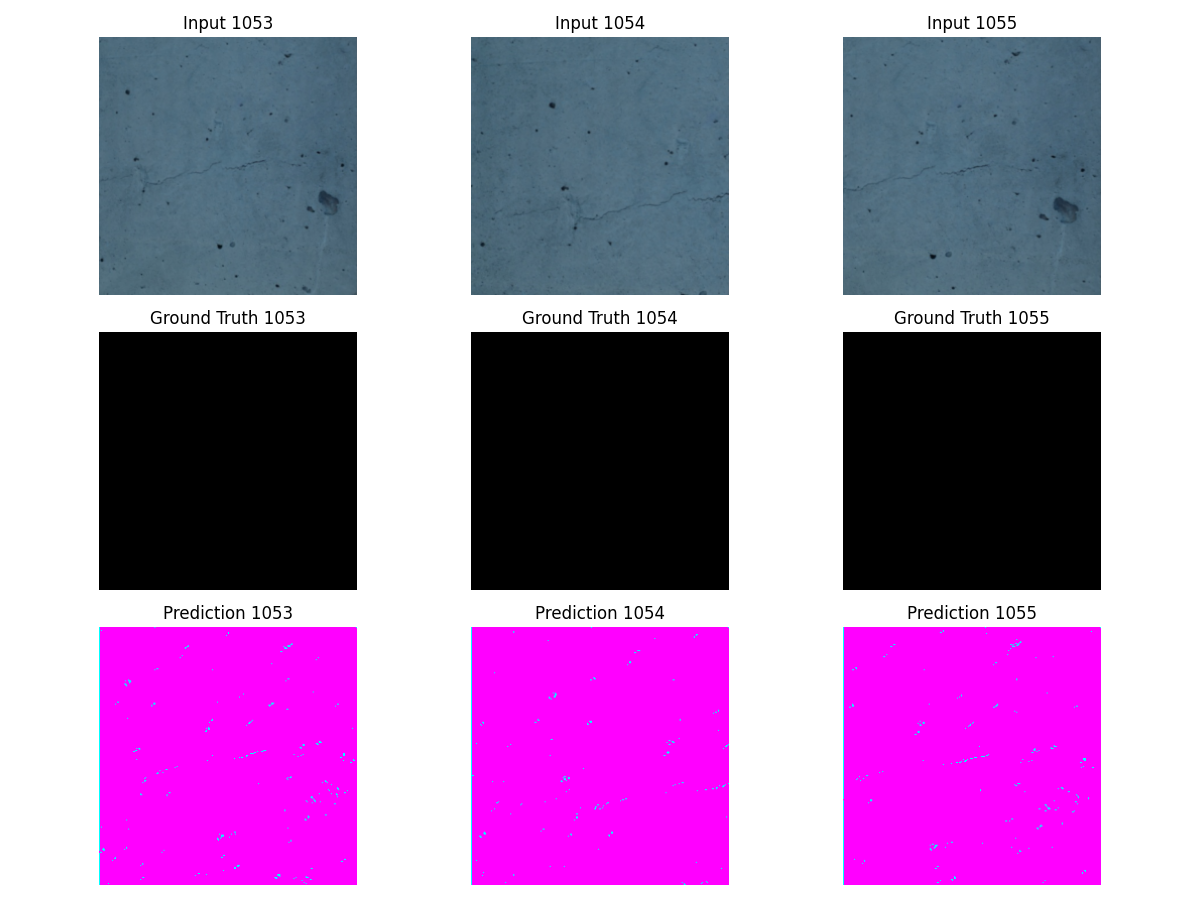 Input 1053
Input 1054
Input 1055
Ground Truth 1053
Ground Truth 1054
Ground Truth 1055
Prediction 1053
Prediction 1054
Prediction 1055